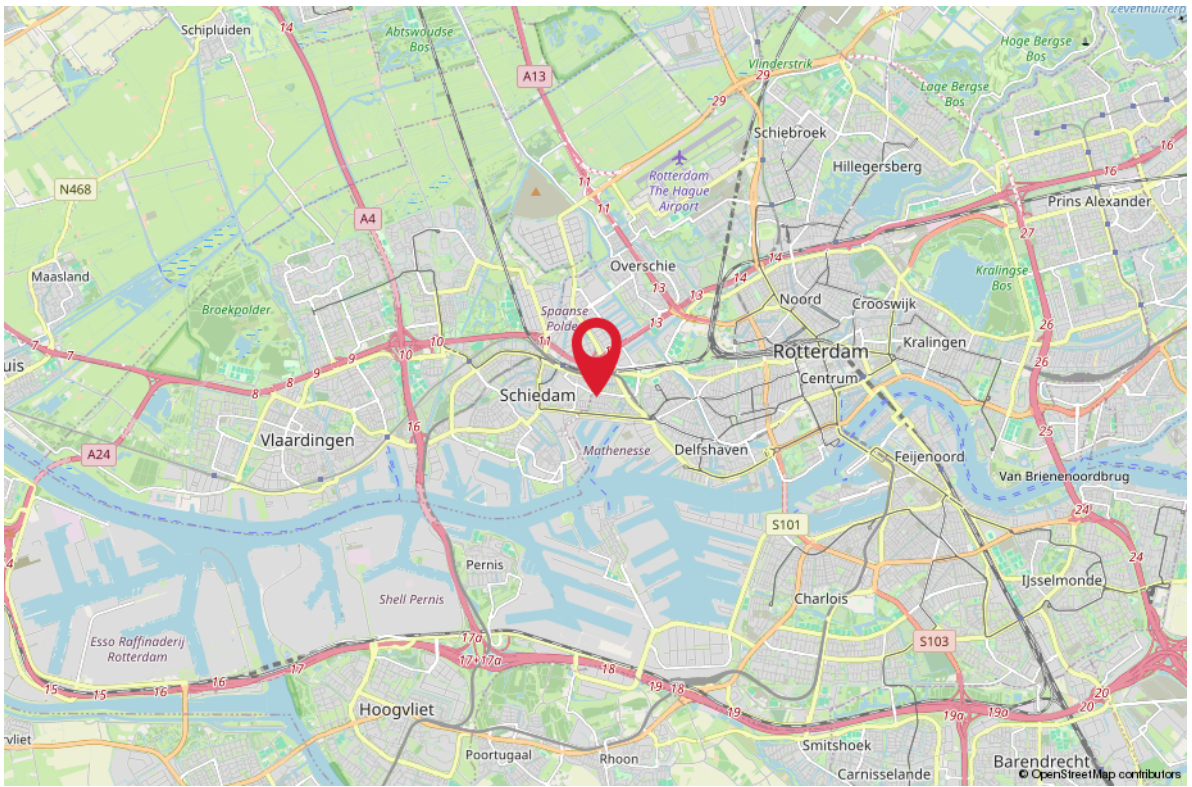 Schipluiden
14
Abtswoudse
Bos
Zevenhuizerp
Hoge Bergse
Bos
A13
Vlinderstrik
29
29
Lage Bergse
Bos
Schiebroek
Hillegersberg
16
16
N468
11
Rotterdam
The Hague
Airport
Prins Alexander
A4
11
27
Maasland
Overschie
14
14
Kralingse
Bos
Broekpolder
13
13
Noord
Crooswijk
Spaanse
Polde
13
26
7
7
10
10
11
Kralingen
uis
9
9
Rotterdam
26
8
8
Schiedam
Centrum
16
25
Vlaardingen
A24
Mathenesse
Delfshaven
Feijenoord
Van Brienenoordbrug
S101
24
24
4
Pernis
IJsselmonde
Shell Pernis
Charlois
Esso Raffinaderij
Rotterdam
17a
S103
17+17a
17
18
15
15
16
16
19
18
20
Hoogvliet
19
19a
19a
20
vliet
Poortugaal
Rhoon
Smitshoek
Barendrecht
Carnisselande
© OpenStreetMap contributors